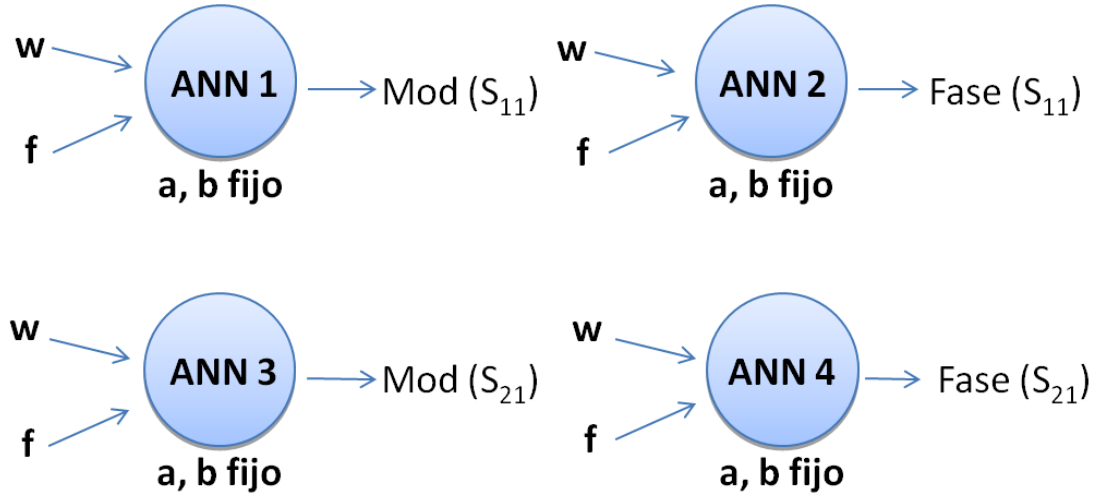 w
f
ANN 1
Mod (S11)
a, b fijo
w
f
ANN 2
Fase (S11)
a, b fijo
w
f
ANN 3
Mod (S21)
a, b fijo
w
f
ANN 4
Fase (S21)
a, b fijo